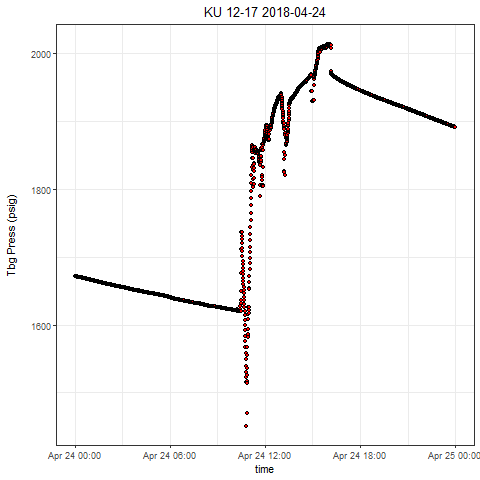 KU 12-17 2018-04-24
Tbg Press (psig)
2000
1800
1600
Apr 24 00:00
Apr 24 06:00
Apr 24 12:00
Apr 24 18:00
Apr 25 00:00
time